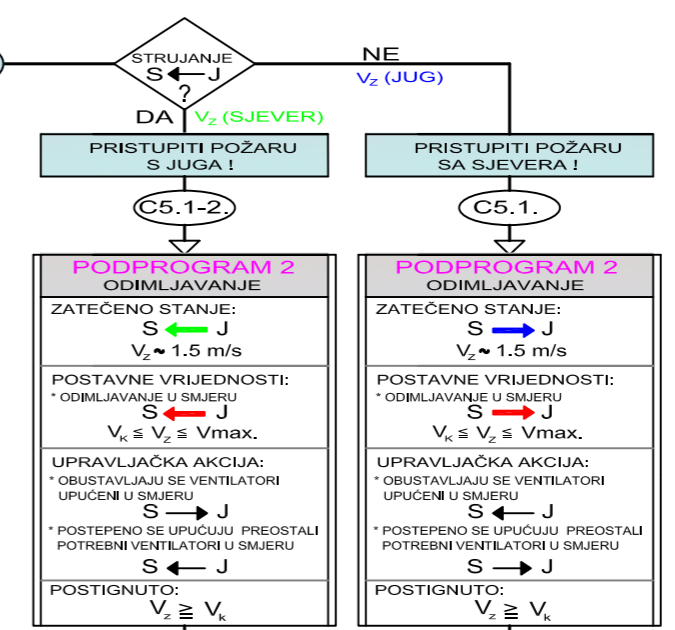 STRUJANJE
S ← J
?
NE
Vz (JUG)
DA
Vz (SJEVER)
PRISTUPITI POŽARU
S JUGA !
C5.1-2.
PODPROGRAM 2
ODIMLJAVANJE
ZATEČENO STANJE:
S ← J
Vz ~ 1.5 m/s
POSTAVNE VRIJEDNOSTI:
* ODIMLJAVANJE U SMJERU
S ← J
Vk ≦ Vz ≦ Vmax.
UPRAVLJAČKA AKCIJA:
* OBUSTAVLJAJU SE VENTILATORI
UPUĆENI U SMJERU
S → J
* POSTEPENO SE UPUĆUJU PREOSTALI
POTREBNI VENTILATORI U SMJERU
S ← J
POSTIGNUTO:
Vz ≧ Vk
PRISTUPITI POŽARU
SA SJEVERA !
C5.1.
PODPROGRAM 2
ODIMLJAVANJE
ZATEČENO STANJE:
S → J
Vz ~ 1.5 m/s
POSTAVNE VRIJEDNOSTI:
* ODIMLJAVANJE U SMJERU
S → J
Vk ≦ Vz ≦ Vmax.
UPRAVLJAČKA AKCIJA:
* OBUSTAVLJAJU SE VENTILATORI
UPUĆENI U SMJERU
S ← J
* POSTEPENO SE UPUĆUJU PREOSTALI
POTREBNI VENTILATORI U SMJERU
S → J
POSTIGNUTO:
Vz ≧ Vk